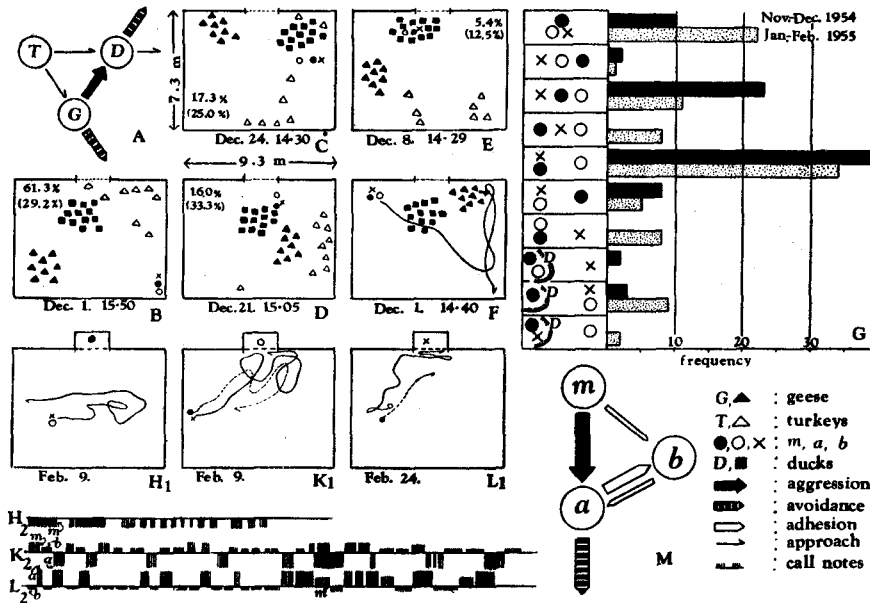 T
D
G
A
7.3 m
17.3%
(25.0%)
Dec. 24. 14·30
C
5.4%
(12.5%)
Dec. 8. 14·29
E
9.3 m
61.3%
(29.2%)
Dec. 1. 15·50
B
16.0%
(33.3%)
Dec. 21. 15·05
D
Dec. 1. 14·40
F
Nov-Dec. 1954
Jan-Feb. 1955
D
D
D
0
10
20
30
G
frequency
Feb. 9.
H1
Feb. 9.
K1
Feb. 24.
L1
H2
m
m
K2
m
b
a
L2
a
a
b
m
m
b
a
M
G, ▲ : geese
T, △ : turkeys
●, ○, × : m, a, b
D, ■ : ducks
: aggression
: avoidance
: adhesion
: approach
: call notes